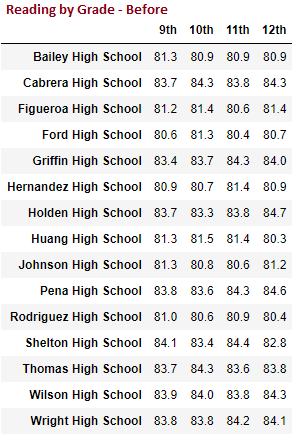 Reading by Grade - Before
9th 10th 11th 12th
Bailey High School 81.3 80.9 80.9 80.9
Cabrera High School 83.7 84.3 83.8 84.3
Figueroa High School 81.2 81.4 80.6 81.4
Ford High School 80.6 81.3 80.4 80.7
Griffin High School 83.4 83.7 84.3 84.0
Hernandez High School 80.9 80.7 81.4 80.9
Holden High School 83.7 83.3 83.8 84.7
Huang High School 81.3 81.5 81.4 80.3
Johnson High School 81.3 80.8 80.6 81.2
Pena High School 83.8 83.6 84.3 84.6
Rodriguez High School 81.0 80.6 80.9 80.4
Shelton High School 84.1 83.4 84.4 82.8
Thomas High School 83.7 84.3 83.6 83.8
Wilson High School 83.9 84.0 83.8 84.3
Wright High School 83.8 83.8 84.2 84.1